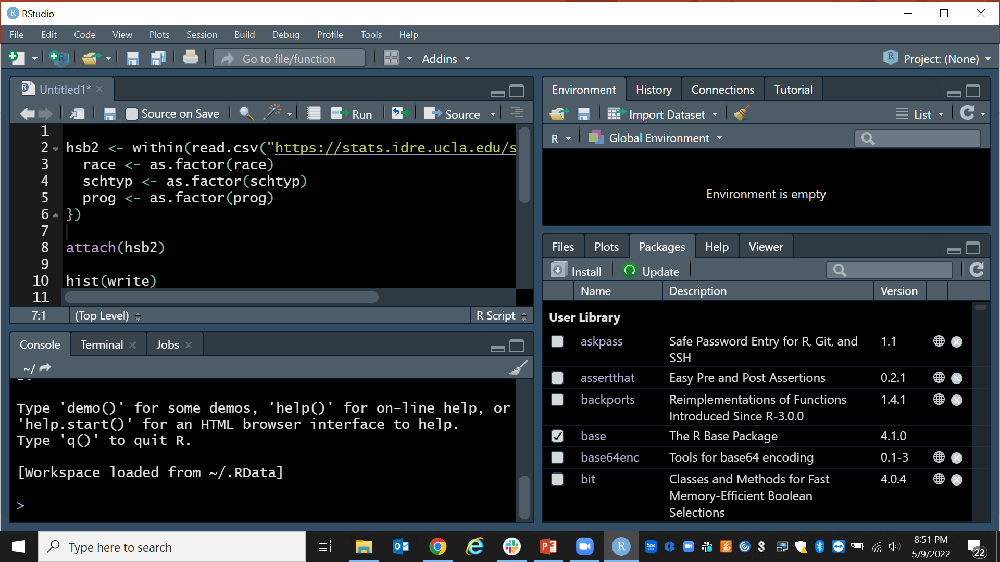 RStudio
File Edit Code View Plots Session Build Debug Profile Tools Help
Go to file/function Addins Project: (None)
Untitled1*
Source on Save Run Source
1
2 hsb2 <- within(read.csv("https://stats.idre.ucla.edu/s
3 race <- as.factor(race)
4 schtyp <- as.factor(schtyp)
5 prog <- as.factor(prog)
6 })
7
8 attach(hsb2)
9
10 hist(write)
11
7:1 (Top Level) R Script
Console Terminal Jobs
~/
Type 'demo()' for some demos, 'help()' for on-line help, or
'help.start()' for an HTML browser interface to help.
Type 'q()' to quit R.
[Workspace loaded from ~/.RData]
>
Environment History Connections Tutorial
Import Dataset List
R Global Environment
Environment is empty
Files Plots Packages Help Viewer
Install Update
Name Description Version
User Library
askpass Safe Password Entry for R, Git, and 1.1
SSH
assertthat Easy Pre and Post Assertions 0.2.1
backports Reimplementations of Functions 1.4.1
Introduced Since R-3.0.0
base The R Base Package 4.1.0
base64enc Tools for base64 encoding 0.1-3
bit Classes and Methods for Fast 4.0.4
Memory-Efficient Boolean
Selections
Type here to search
8:51 PM
5/9/2022
22